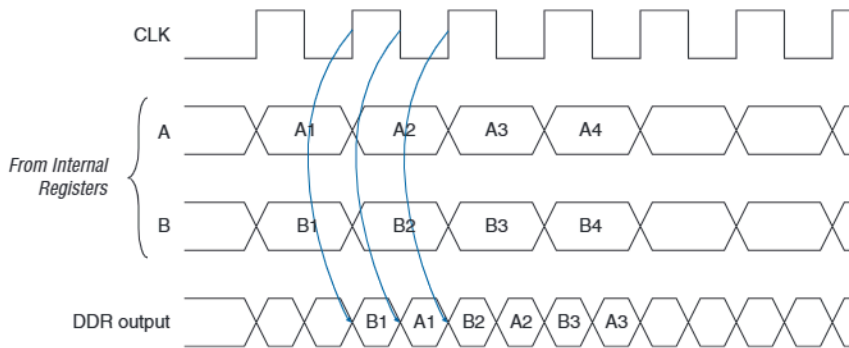 CLK
A A1 A2 A3 A4
From Internal
Registers
B B1 B2 B3 B4
DDR output B1 A1 B2 A2 B3 A3